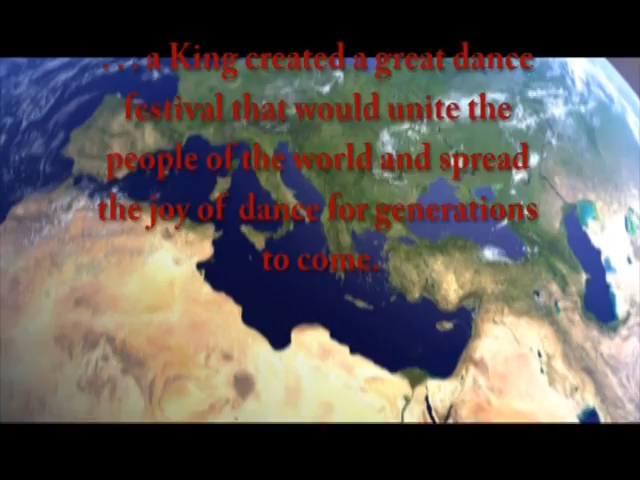 . . . a King created a great dance
festival that would unite the
people of the world and spread
the joy of dance for generations
to come.